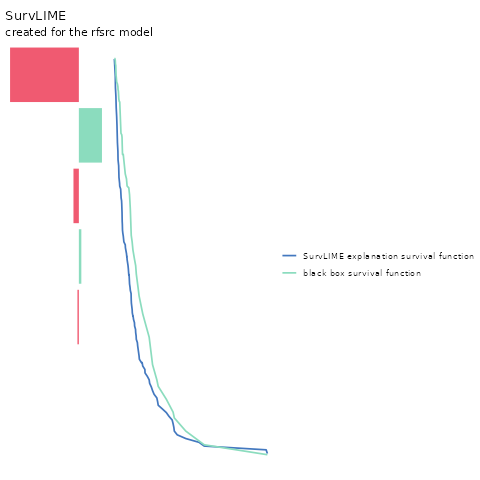 SurvLIME
created for the rfsrc model
SurvLIME explanation survival function
black box survival function